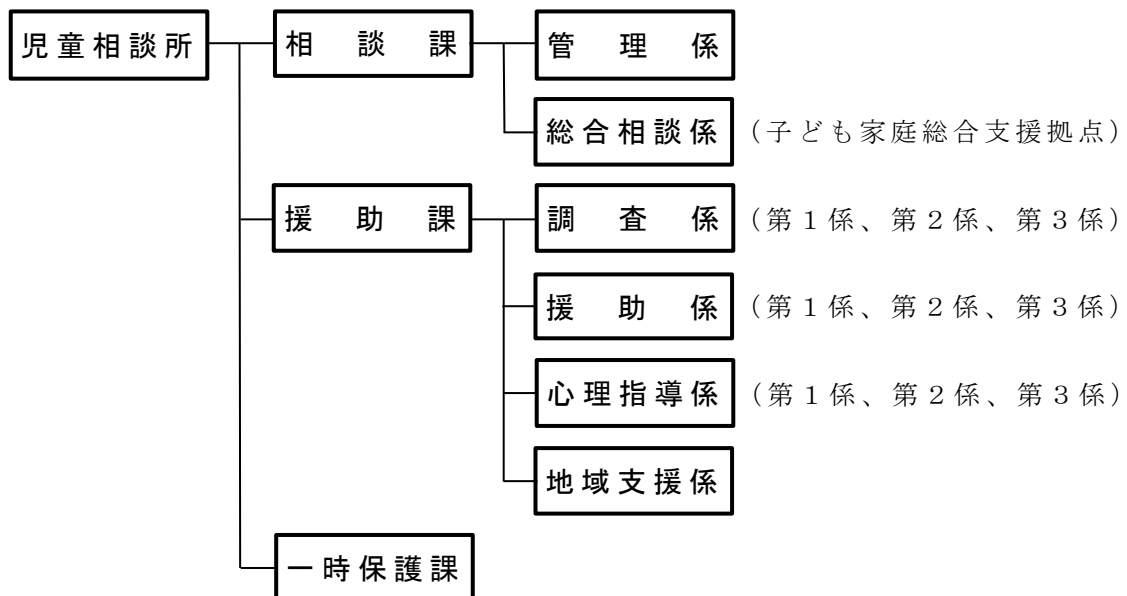 児童相談所 相談課 管理係
総合相談係 (子ども家庭総合支援拠点)
援助課 調査係 (第1係、第2係、第3係)
援助係 (第1係、第2係、第3係)
心理指導係 (第1係、第2係、第3係)
地域支援係
一時保護課